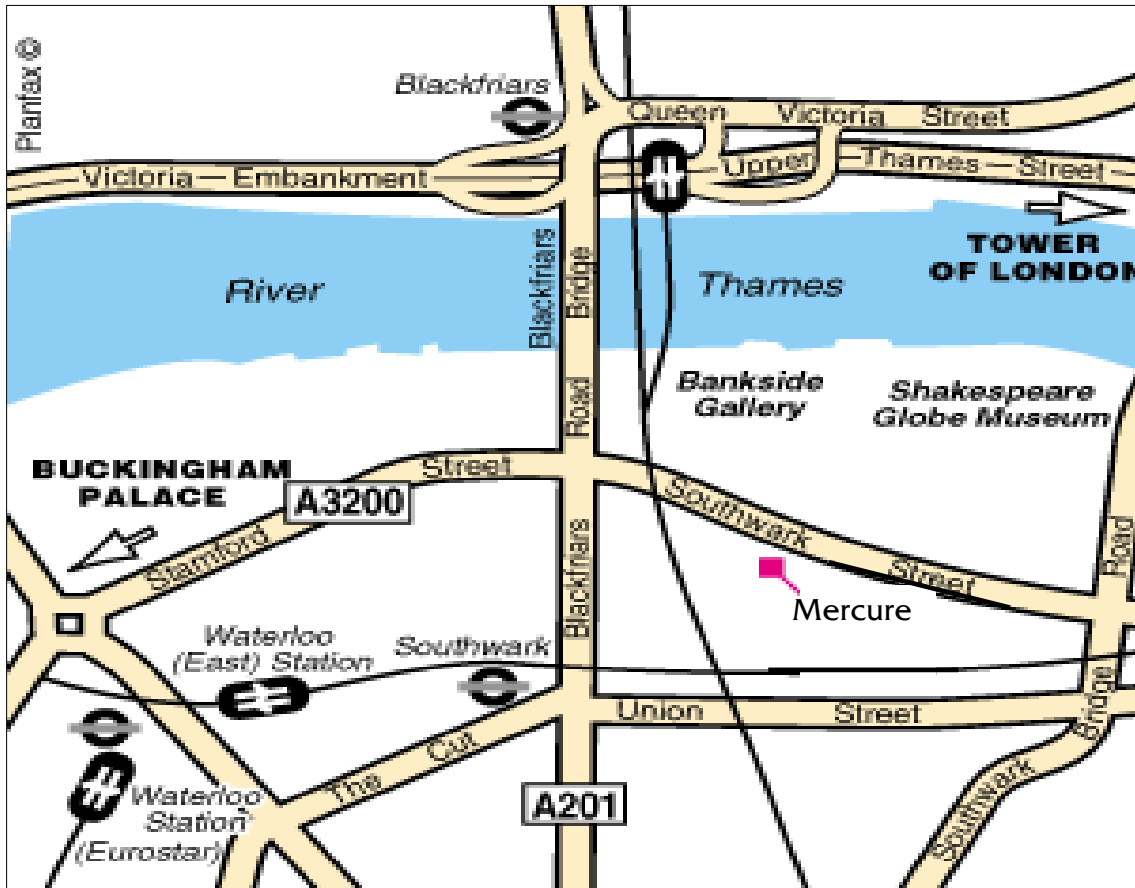 Planfax ©
Blackfriars
Queen Victoria Street
Victoria Embankment
Upper Thames Street
TOWER
OF LONDON
River Thames
Blackfriars
Bridge
Bankside
Gallery
Shakespeare
Globe Museum
BUCKINGHAM
PALACE
Stamford Street
A3200
Southwark Street
Blackfriars Road
Mercure
Waterloo
(East) Station
Southwark
Union Street
The Cut
A201
Southwark Bridge Road
Waterloo
Station
(Eurostar)